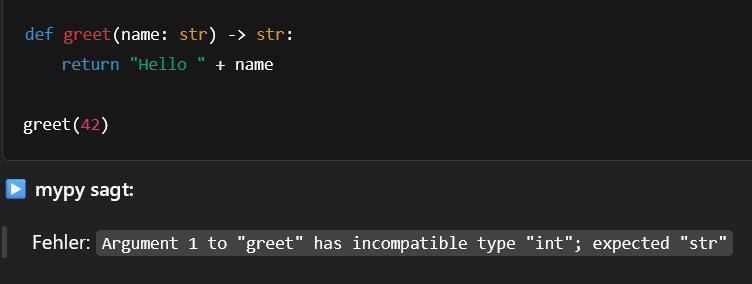 def greet(name: str) -> str:
    return "Hello " + name
greet(42)
mypy sagt:
Fehler: Argument 1 to "greet" has incompatible type "int"; expected "str"